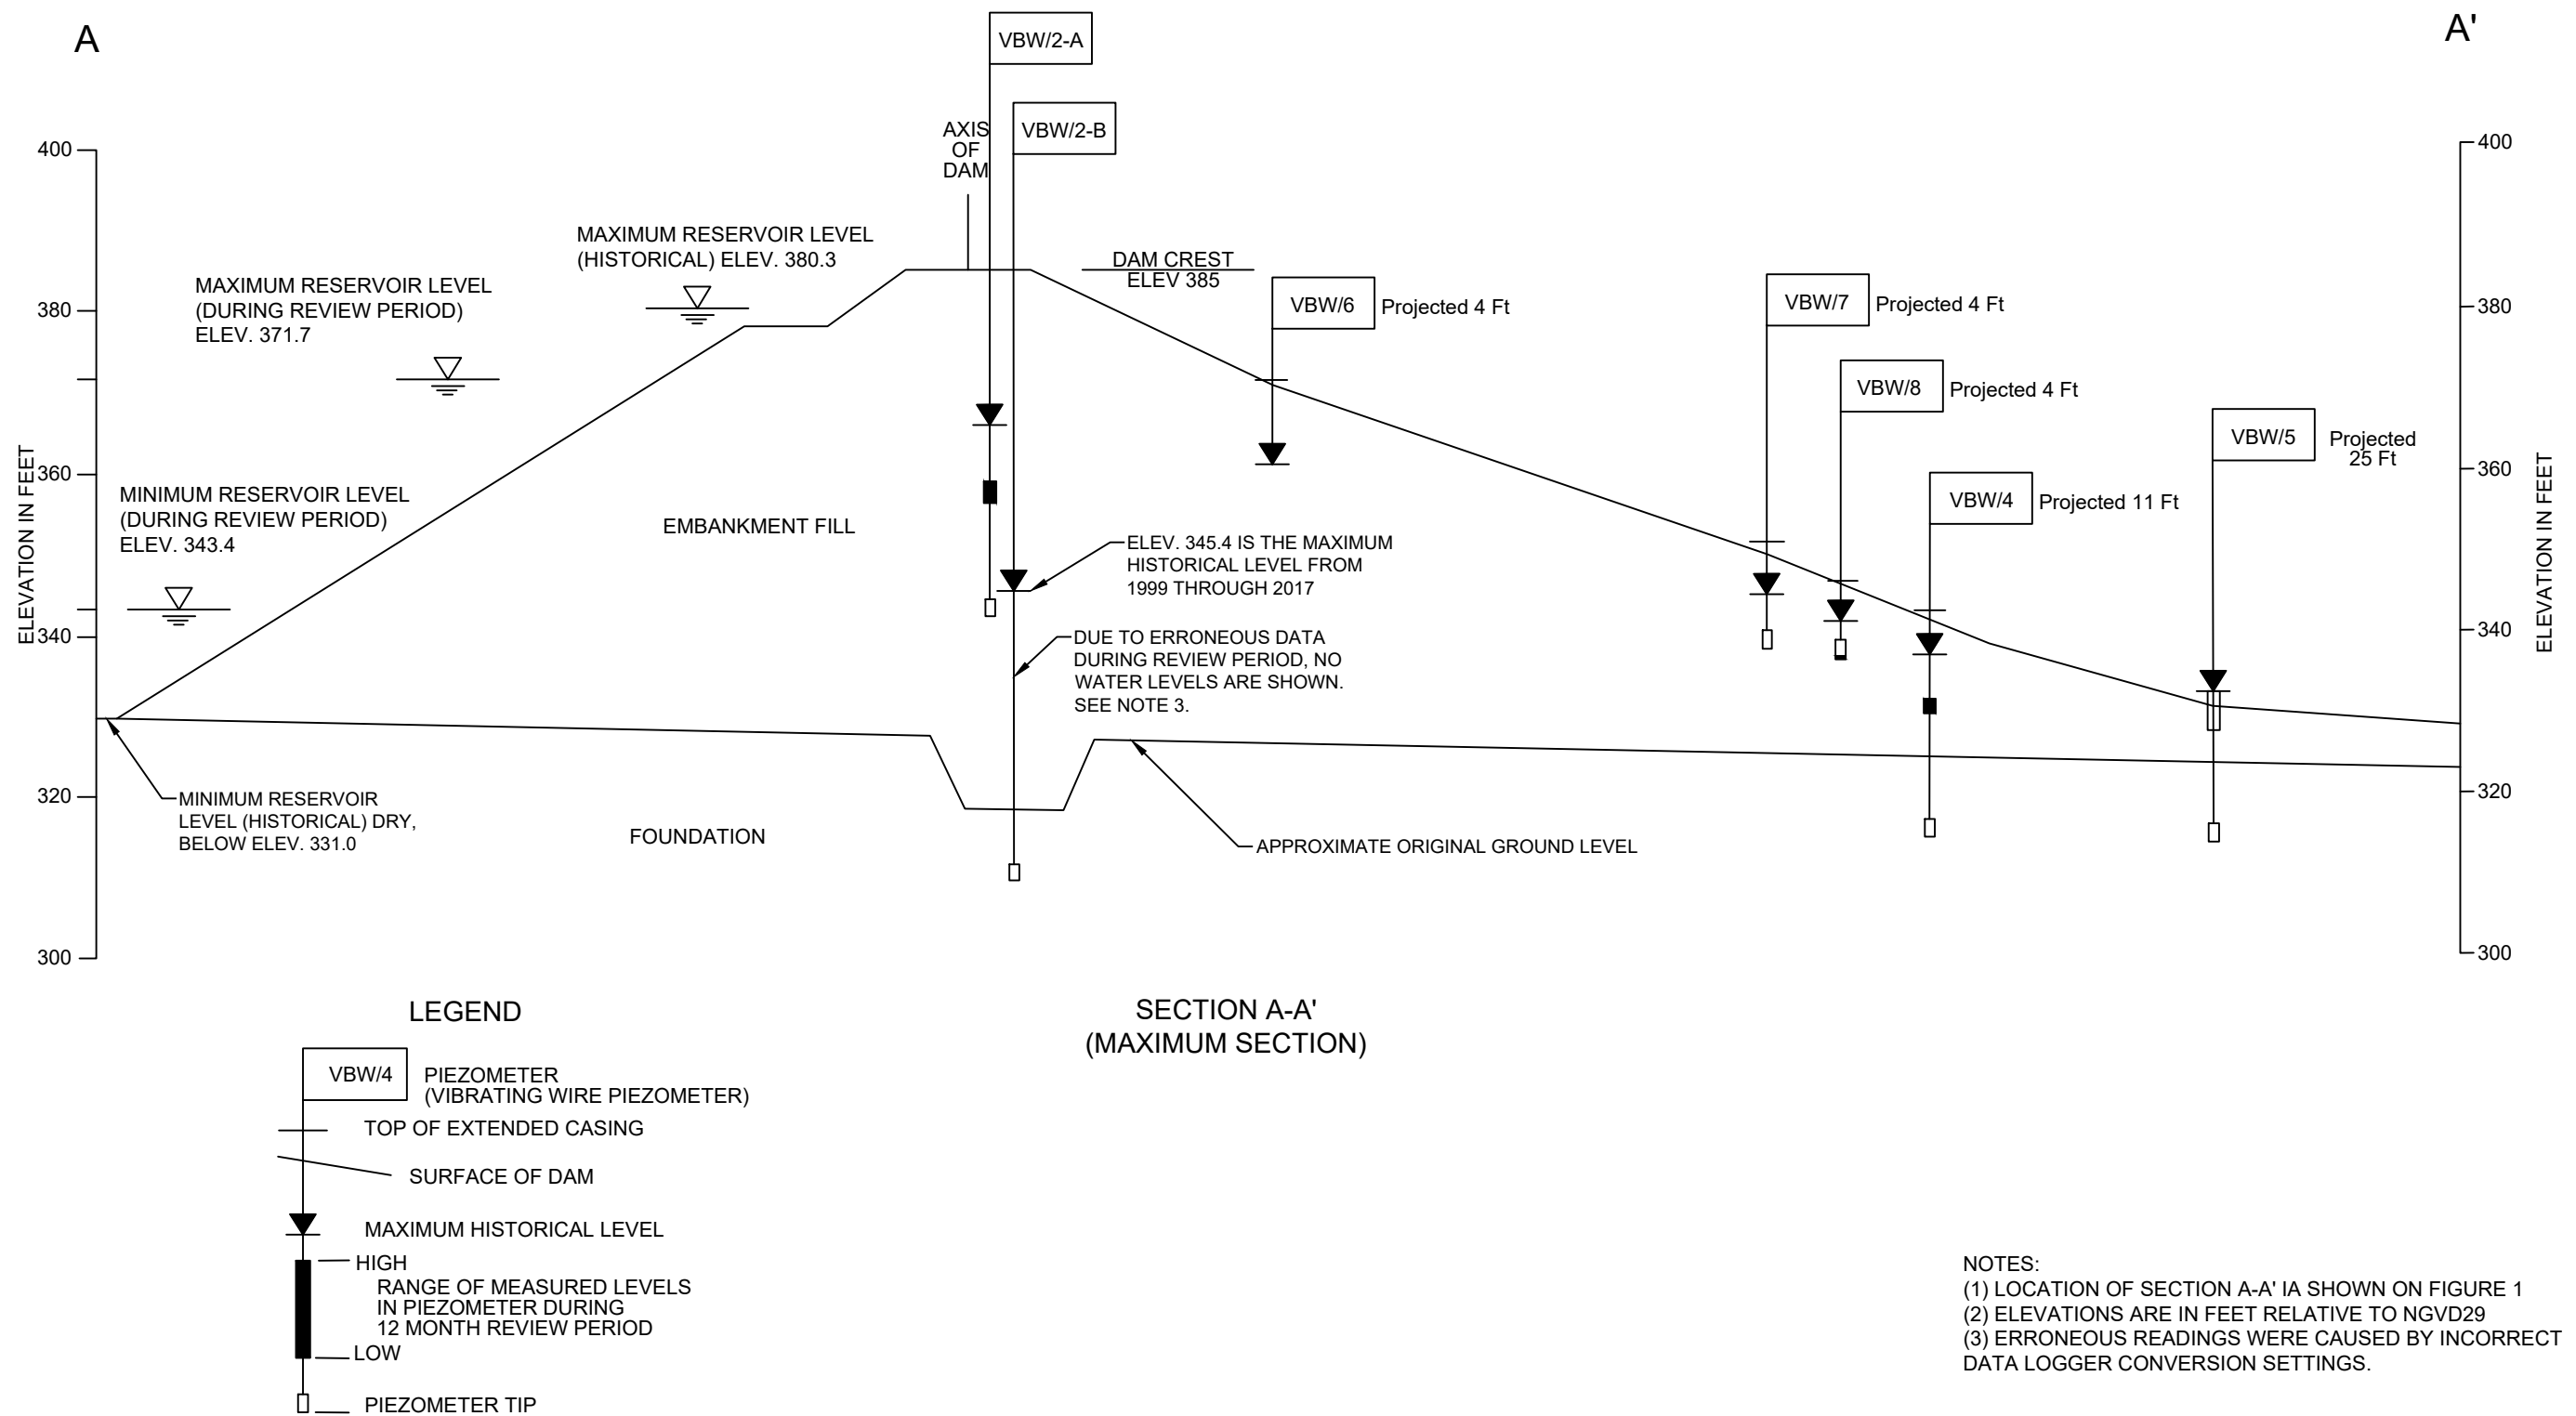 A
A'
VBW/2-A
VBW/2-B
AXIS
OF
DAM
400
380
360
340
320
300
ELEVATION IN FEET
MAXIMUM RESERVOIR LEVEL
(HISTORICAL) ELEV. 380.3
MAXIMUM RESERVOIR LEVEL
(DURING REVIEW PERIOD)
ELEV. 371.7
MINIMUM RESERVOIR LEVEL
(DURING REVIEW PERIOD)
ELEV. 343.4
DAM CREST
ELEV 385
VBW/6
Projected 4 Ft
VBW/7
Projected 4 Ft
VBW/8
Projected 4 Ft
VBW/4
Projected 11 Ft
VBW/5
Projected
25 Ft
400
380
360
340
320
300
ELEVATION IN FEET
EMBANKMENT FILL
ELEV. 345.4 IS THE MAXIMUM
HISTORICAL LEVEL FROM
1999 THROUGH 2017
DUE TO ERRONEOUS DATA
DURING REVIEW PERIOD, NO
WATER LEVELS ARE SHOWN.
SEE NOTE 3.
MINIMUM RESERVOIR
LEVEL (HISTORICAL) DRY,
BELOW ELEV. 331.0
FOUNDATION
APPROXIMATE ORIGINAL GROUND LEVEL
LEGEND
SECTION A-A'
(MAXIMUM SECTION)
VBW/4
PIEZOMETER
(VIBRATING WIRE PIEZOMETER)
TOP OF EXTENDED CASING
SURFACE OF DAM
MAXIMUM HISTORICAL LEVEL
HIGH
RANGE OF MEASURED LEVELS
IN PIEZOMETER DURING
12 MONTH REVIEW PERIOD
LOW
PIEZOMETER TIP
NOTES:
(1) LOCATION OF SECTION A-A' IA SHOWN ON FIGURE 1
(2) ELEVATIONS ARE IN FEET RELATIVE TO NGVD29
(3) ERRONEOUS READINGS WERE CAUSED BY INCORRECT
DATA LOGGER CONVERSION SETTINGS.